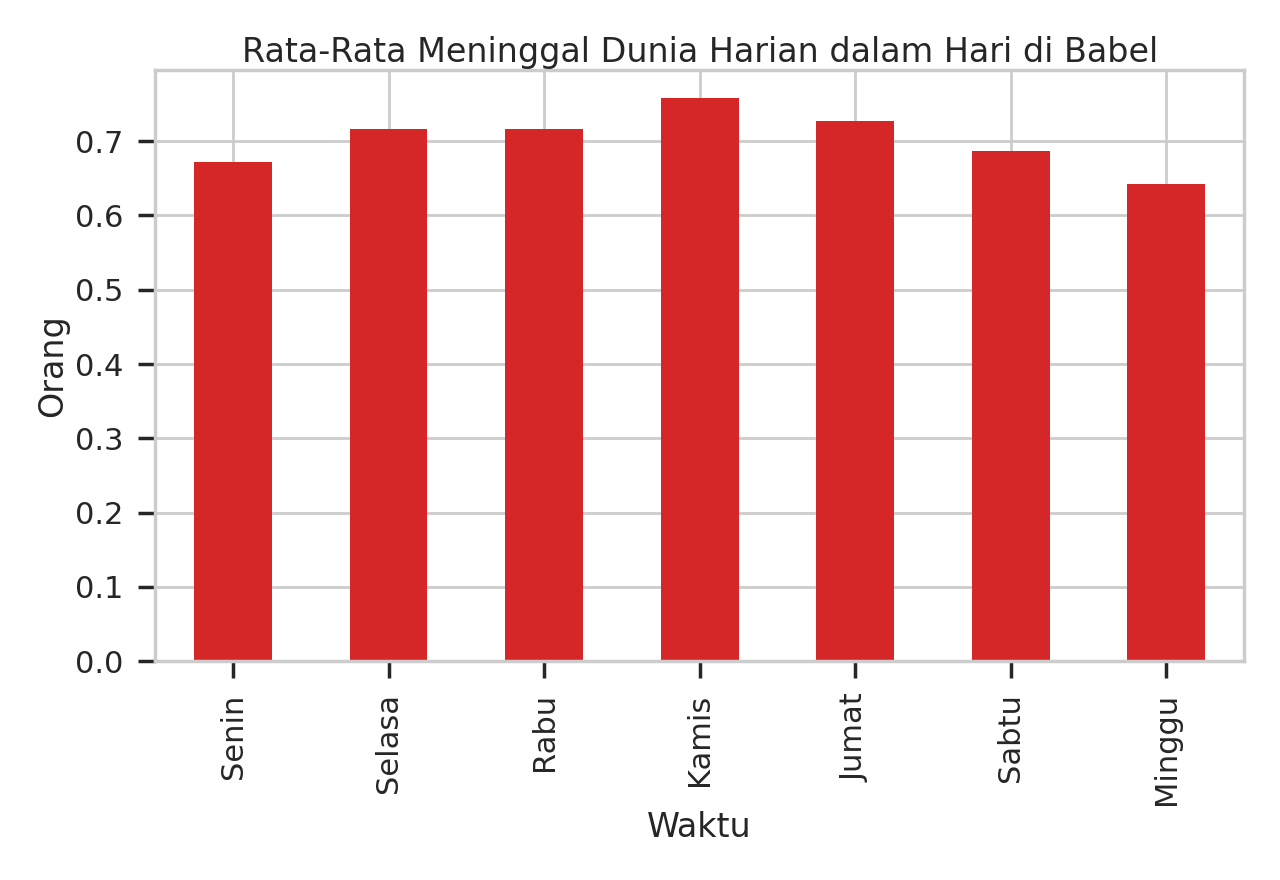 Rata-Rata Meninggal Dunia Harian dalam Hari di Babel
Orang
0.7
0.6
0.5
0.4
0.3
0.2
0.1
0.0
Senin
Selasa
Rabu
Kamis
Jumat
Sabtu
Minggu
Waktu